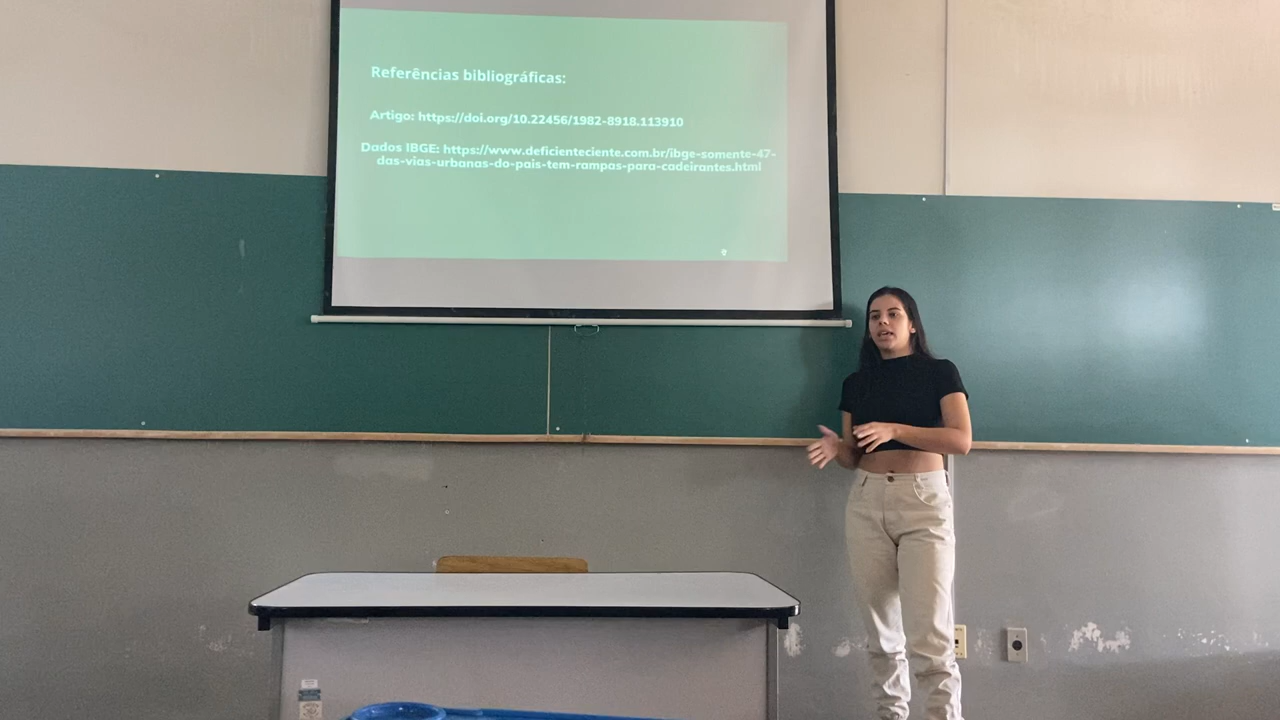 Referências bibliográficas:
Artigo: https://doi.org/10.22456/1982-8918.113910
Dados IBGE: https://www.deficienteciente.com.br/ibge-somente-47-
das-vias-urbanas-do-pais-tem-rampas-para-cadeirantes.html